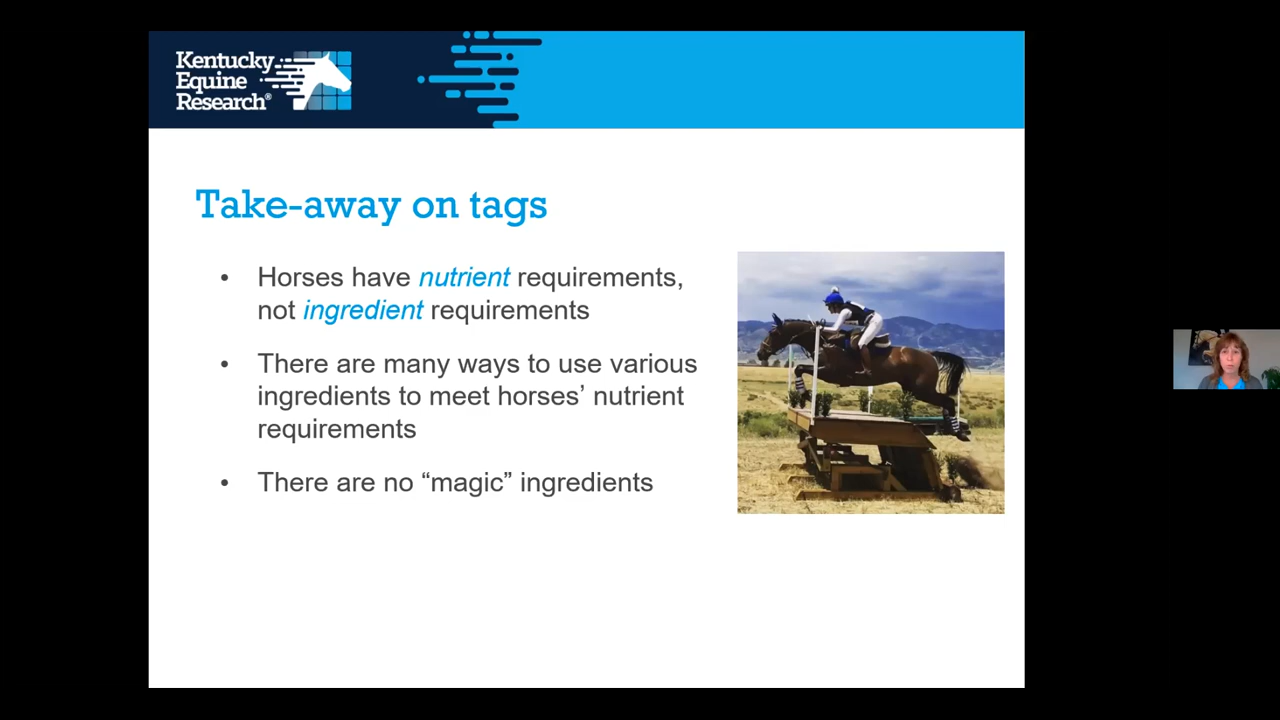 Kentucky
Equine
Research®
Take-away on tags
• Horses have nutrient requirements,
not ingredient requirements
• There are many ways to use various
ingredients to meet horses’ nutrient
requirements
• There are no “magic” ingredients